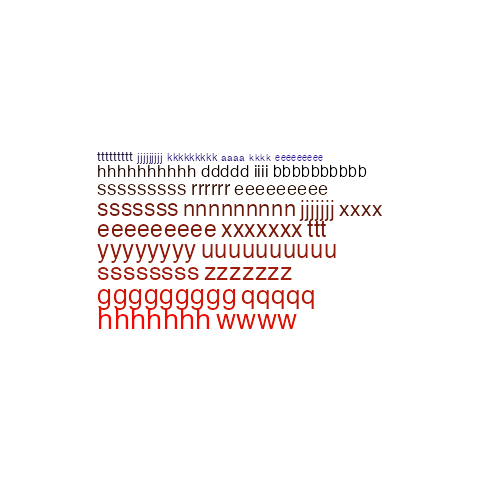 ttttttttt jjjjjjjjj kkkkkkkkk aaaa kkkk eeeeeeeee
hhhhhhhhhh ddddd iiii bbbbbbbbbb
sssssssss rrrrrr eeeeeeeee
sssssss nnnnnnnnn jjjjjjj xxxx
eeeeeeeee xxxxxxx ttt
yyyyyyyy uuuuuuuuuu
ssssssss zzzzzzz
ggggggggg qqqqq
hhhhhhh wwww